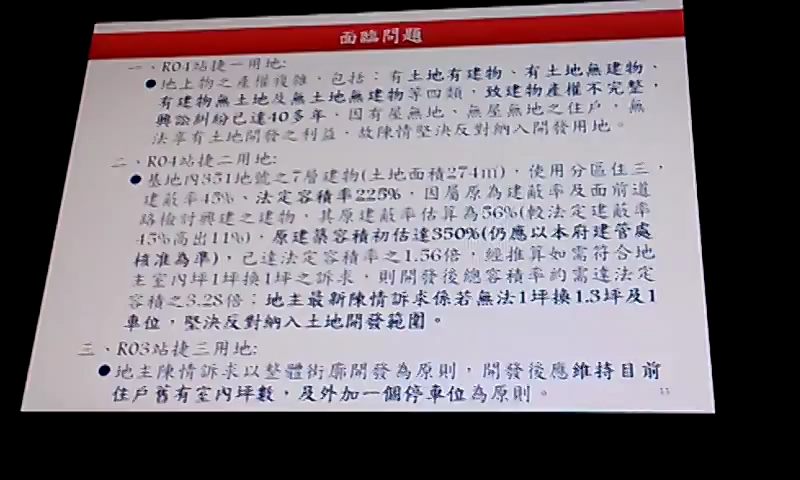 面臨問題
一、R04站捷一用地:
●地上物之產權複雜，包括：有土地有建物、有土地無建物、
有建物無土地及無土地無建物等四類，致建物產權不完整，
興訟糾紛已達40多年，因有屋無地、無屋無地之住戶，無
法享有土地開發之利益，故陳情堅決反對納入開發用地。
二、R04站捷二用地:
●基地內351地號之7層建物(土地面積274㎡)，使用分區住三，
建蔽率45%、法定容積率225%，因屬原為建蔽率及面前道
路檢討興建之建物，其原建蔽率估算為56%(較法定建蔽率
45%高出11%)，原建築容積初估達350%(仍應以本府建管處
核准為準)，已達法定容積率之1.56倍，經推算如需符合地
主室內坪1坪換1坪之訴求，則開發後總容積率約需達法定
容積之3.28倍；地主最新陳情訴求係若無法1坪換1.3坪及1
車位，堅決反對納入土地開發範圍。
三、R03站捷三用地:
●地主陳情訴求以整體街廓開發為原則，開發後應維持目前
住戶舊有室內坪數，及外加一個停車位為原則。
11